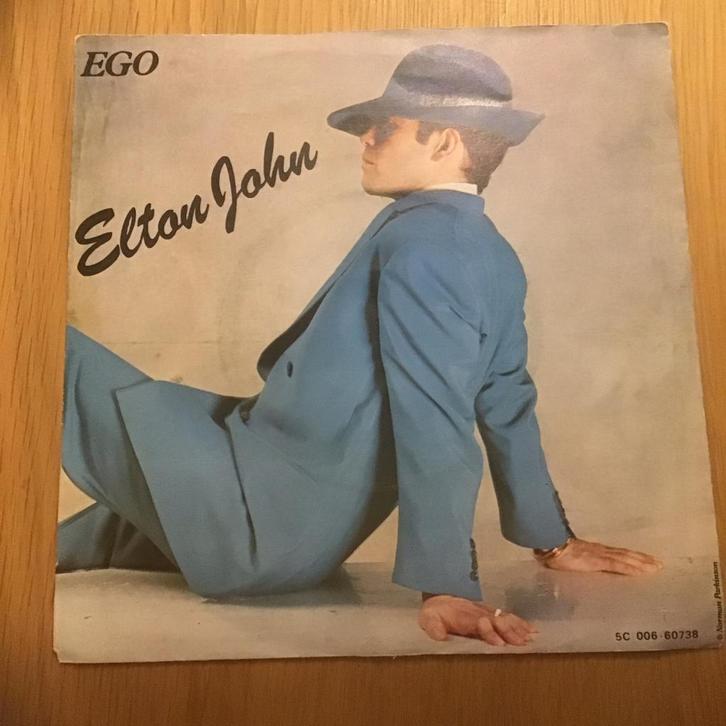 EGO
Elton John
5C 006-60738
© Norman Parkinson